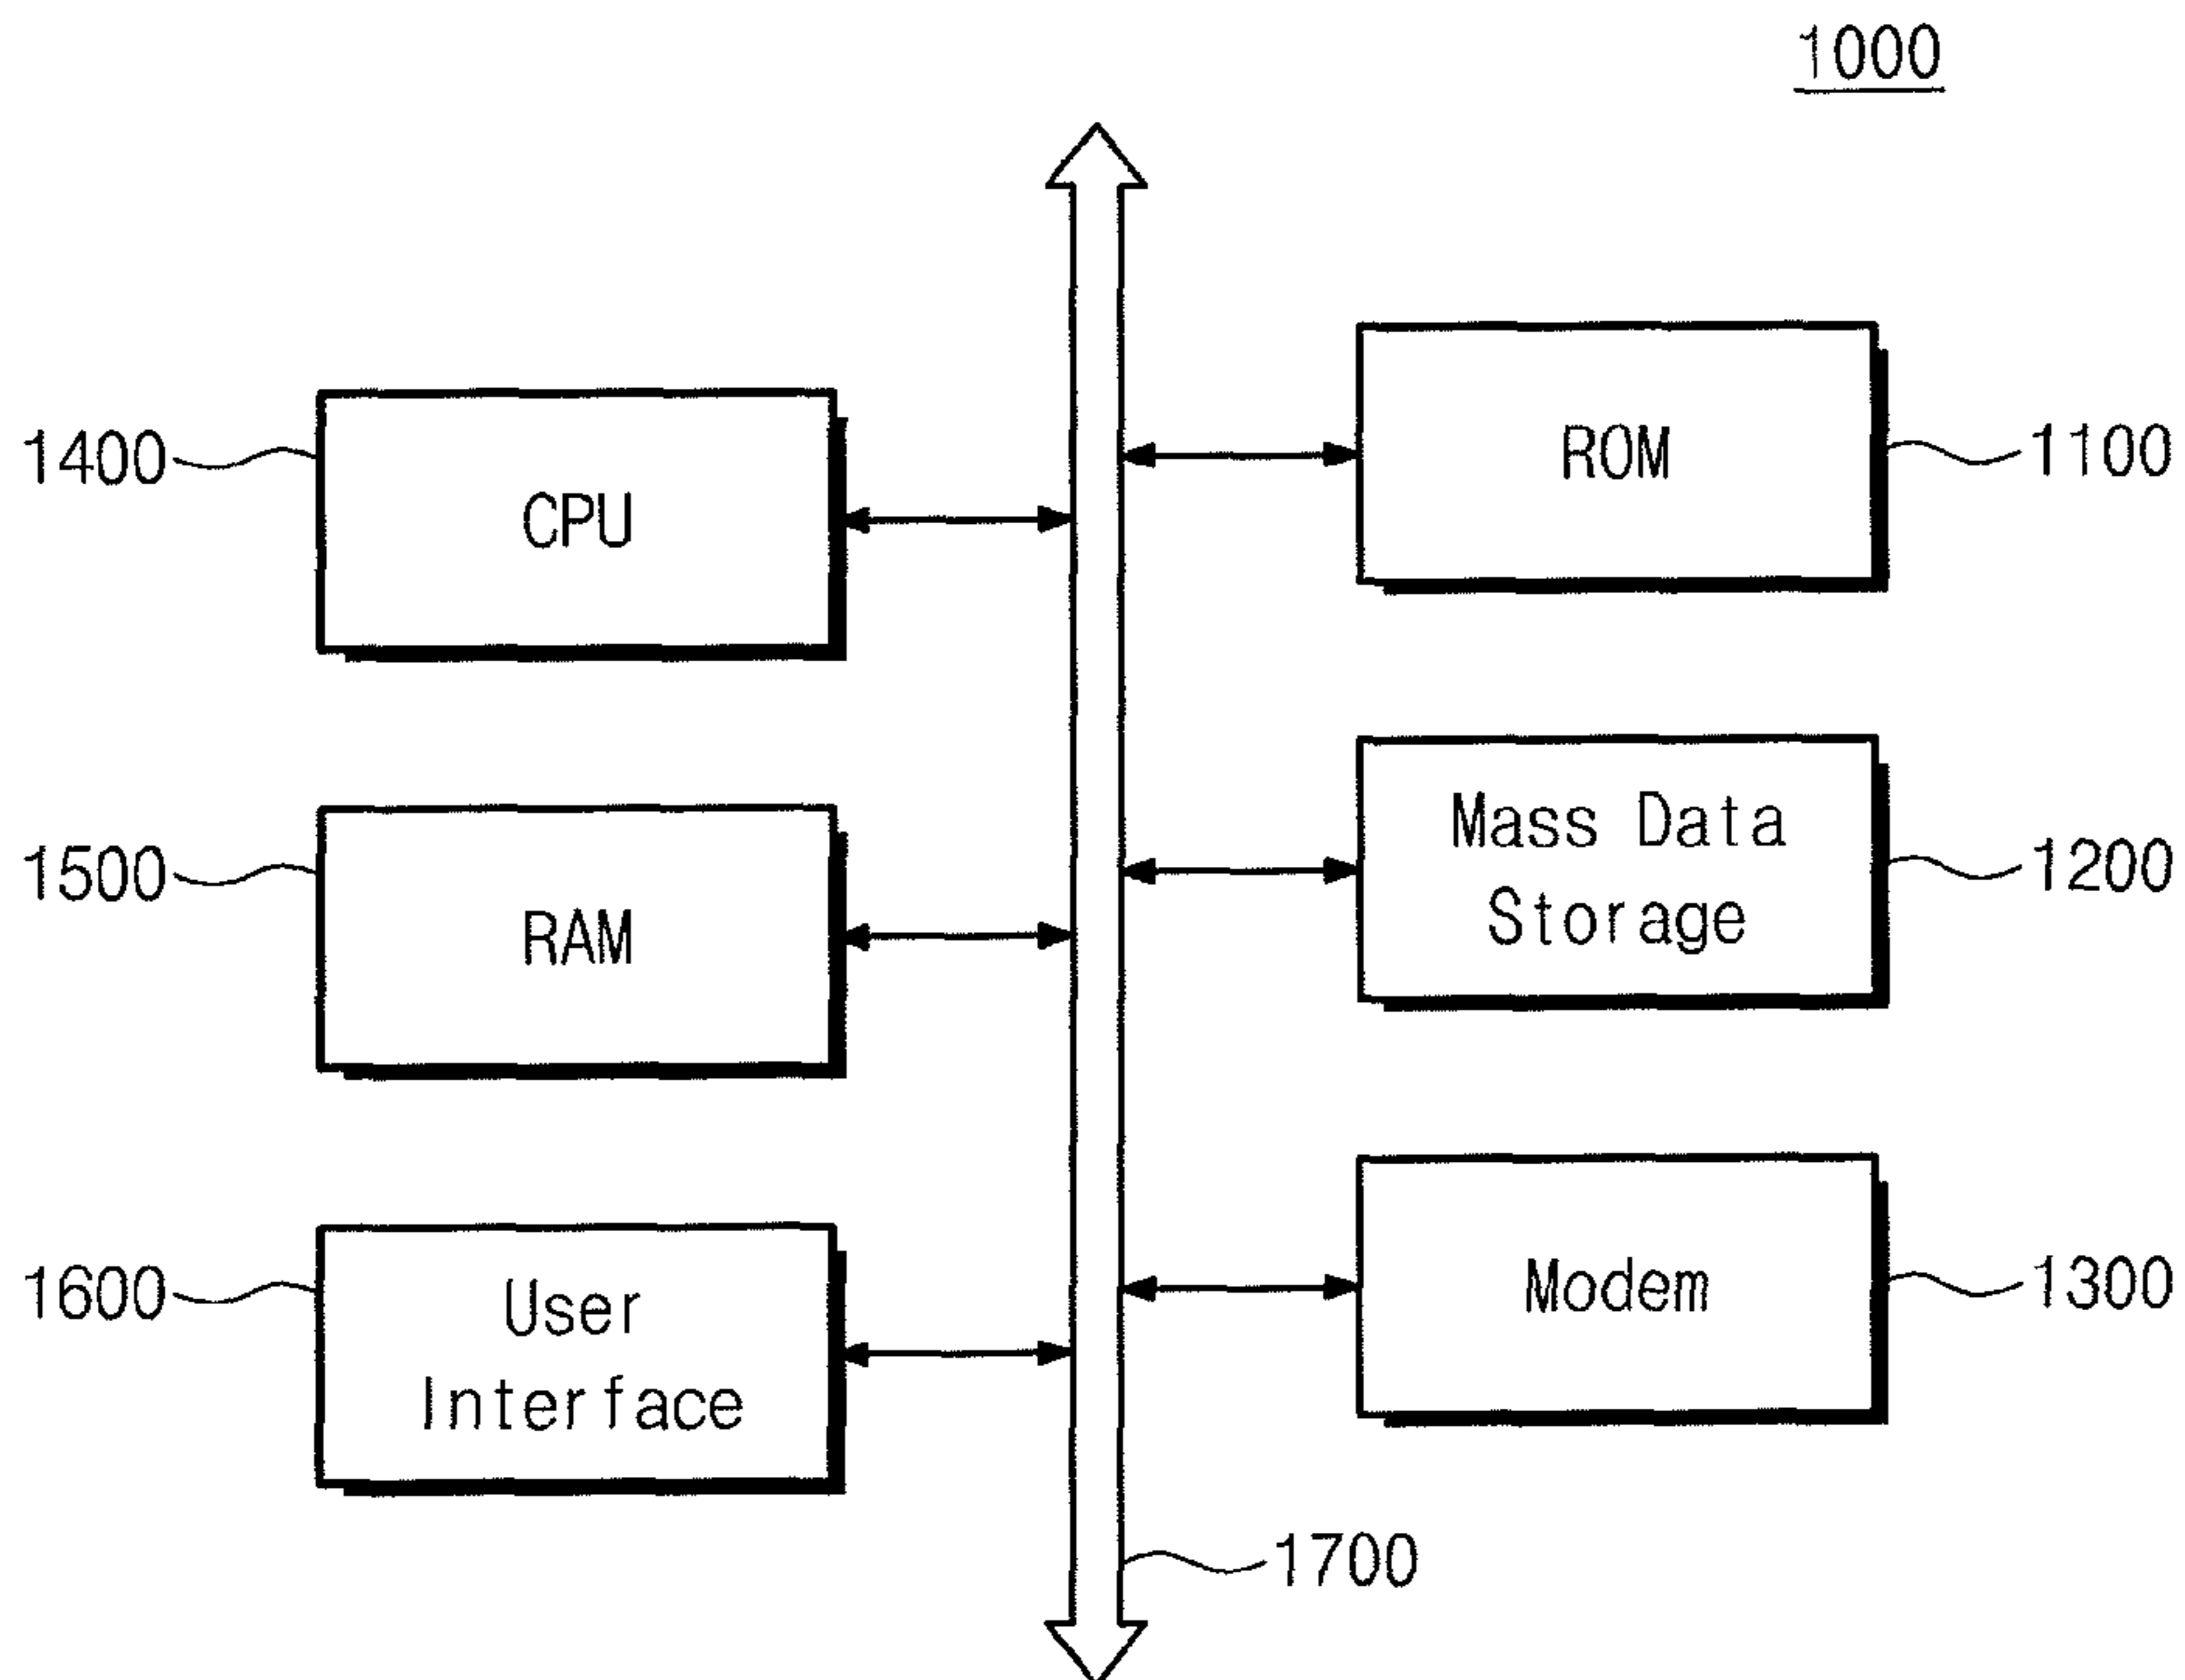 1000
1400
CPU
ROM
1100
1500
RAM
Mass Data
Storage
1200
1600
User
Interface
Modem
1300
1700